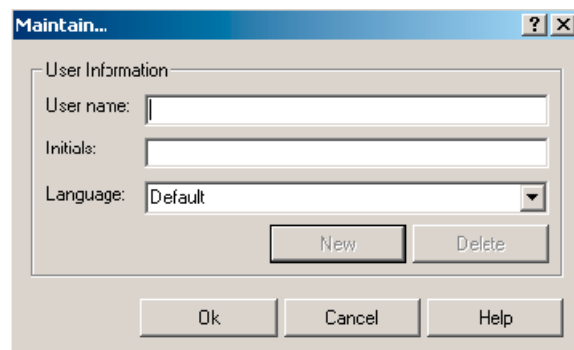 Maintain...
User Information
User name:
Initials:
Language: Default
New Delete
Ok Cancel Help